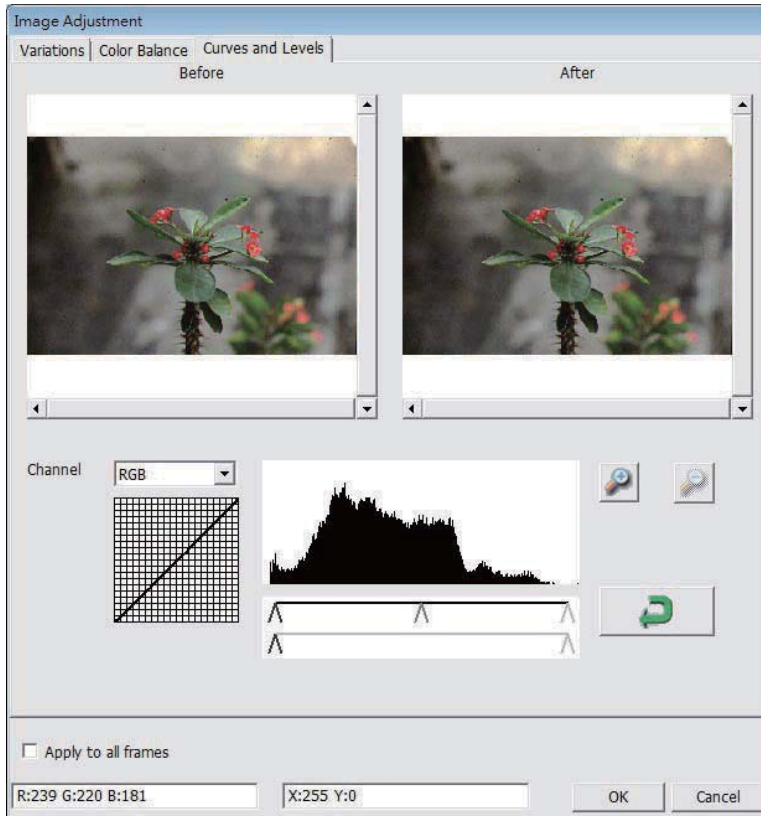 Image Adjustment
Variations Color Balance Curves and Levels
Before After
Channel RGB
Apply to all frames
R:239 G:220 B:181 X:255 Y:0 OK Cancel